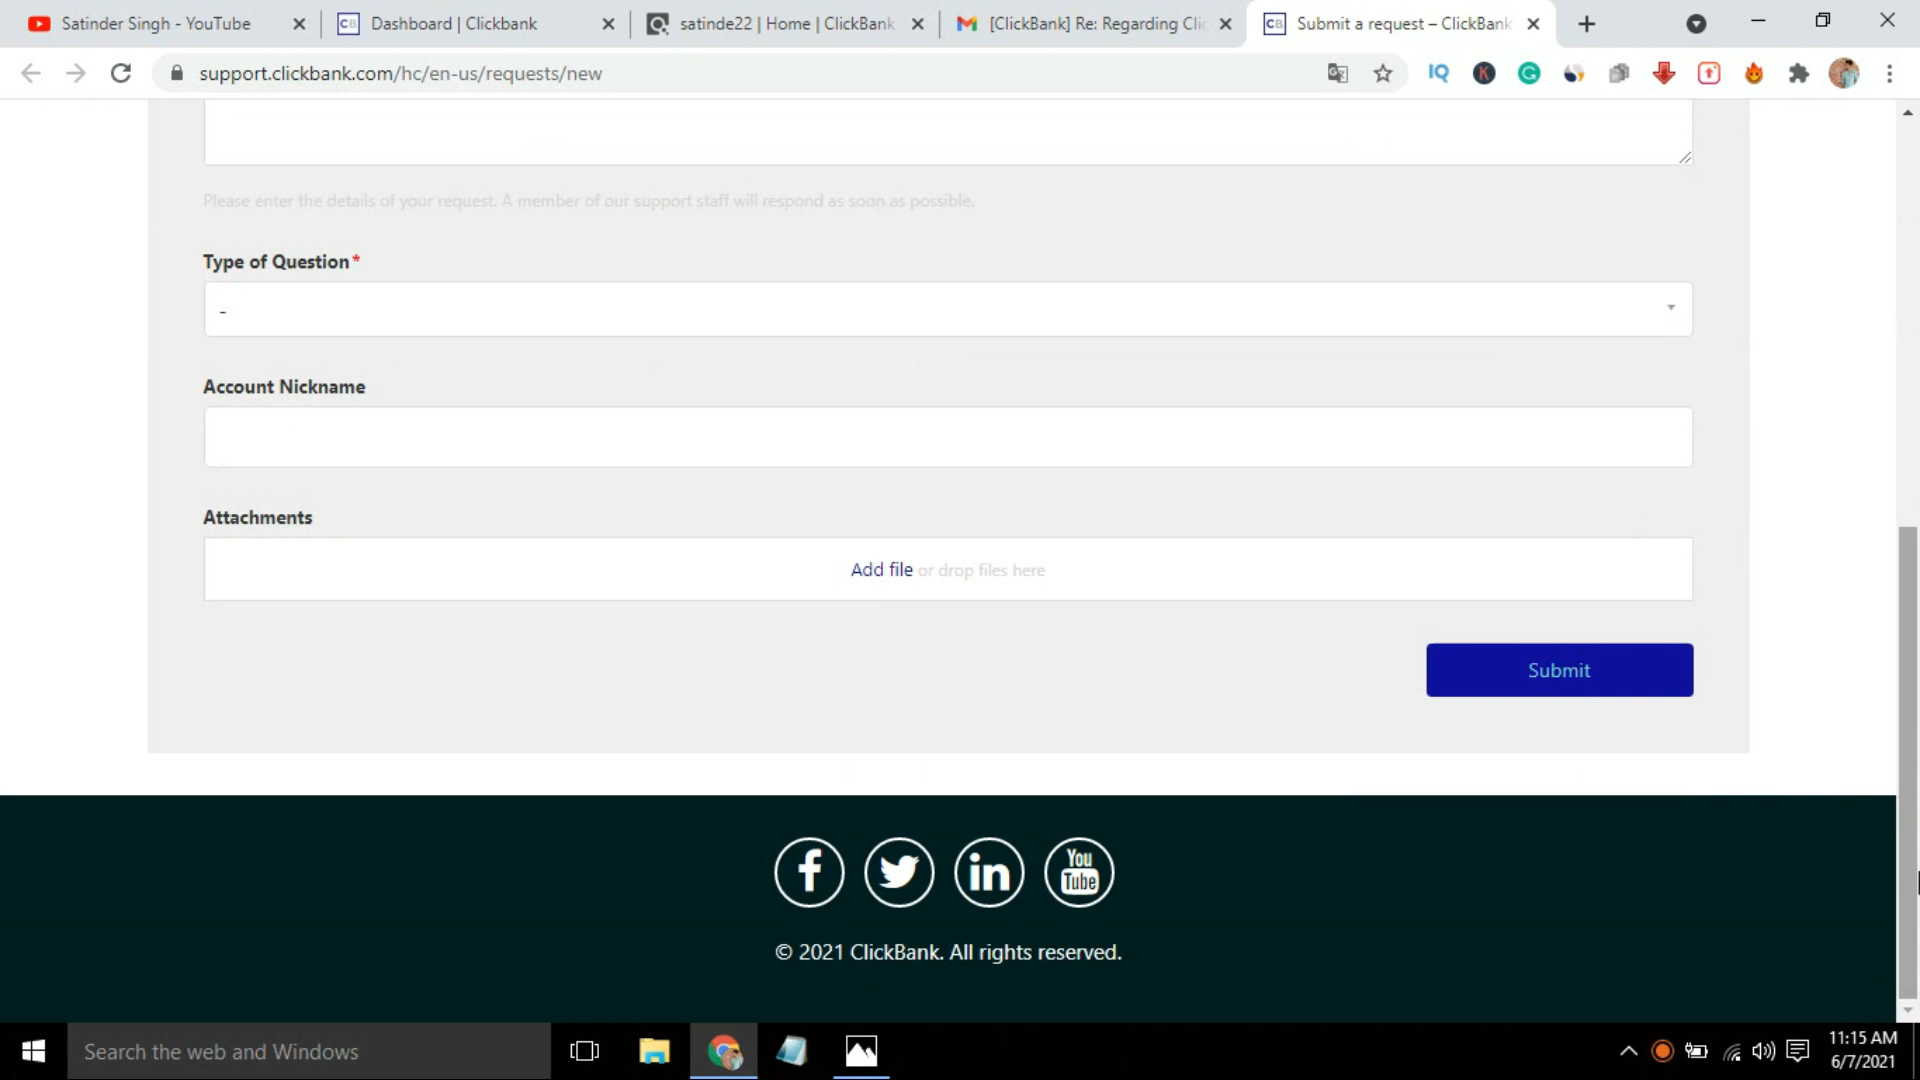 Satinder Singh - YouTube
Dashboard | Clickbank
satinde22 | Home | ClickBank
[ClickBank] Re: Regarding Clic
Submit a request – ClickBank
support.clickbank.com/hc/en-us/requests/new
Please enter the details of your request. A member of our support staff will respond as soon as possible.
Type of Question*
-
Account Nickname
Attachments
Add file or drop files here
Submit
You
Tube
© 2021 ClickBank. All rights reserved.
Search the web and Windows
11:15 AM
6/7/2021